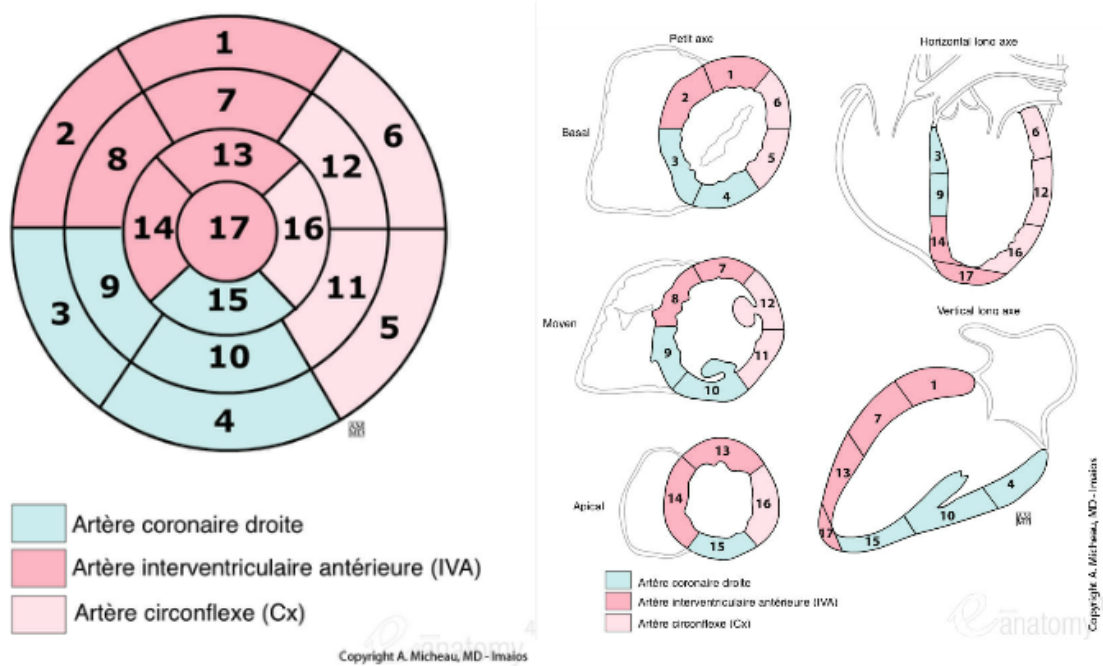 1
7
2
6
8
13
12
14
17
16
9
15
11
3
10
5
4
Artère coronaire droite
Artère interventriculaire antérieure (IVA)
Artère circonflexe (Cx)
e-anatomy 4
Copyright A. Micheau, MD - Imaios
Petit axe
Basal
1
2
6
3
5
4
Moyen
7
8
12
9
11
10
Apical
13
14
16
15
Artère coronaire droite
Artère interventriculaire antérieure (IVA)
Artère circonflexe (Cx)
Horizontal long axe
6
3
12
9
14
16
17
Vertical long axe
1
7
13
4
10
17
15
e-anatomy
Copyright A. Micheau, MD - Imaios